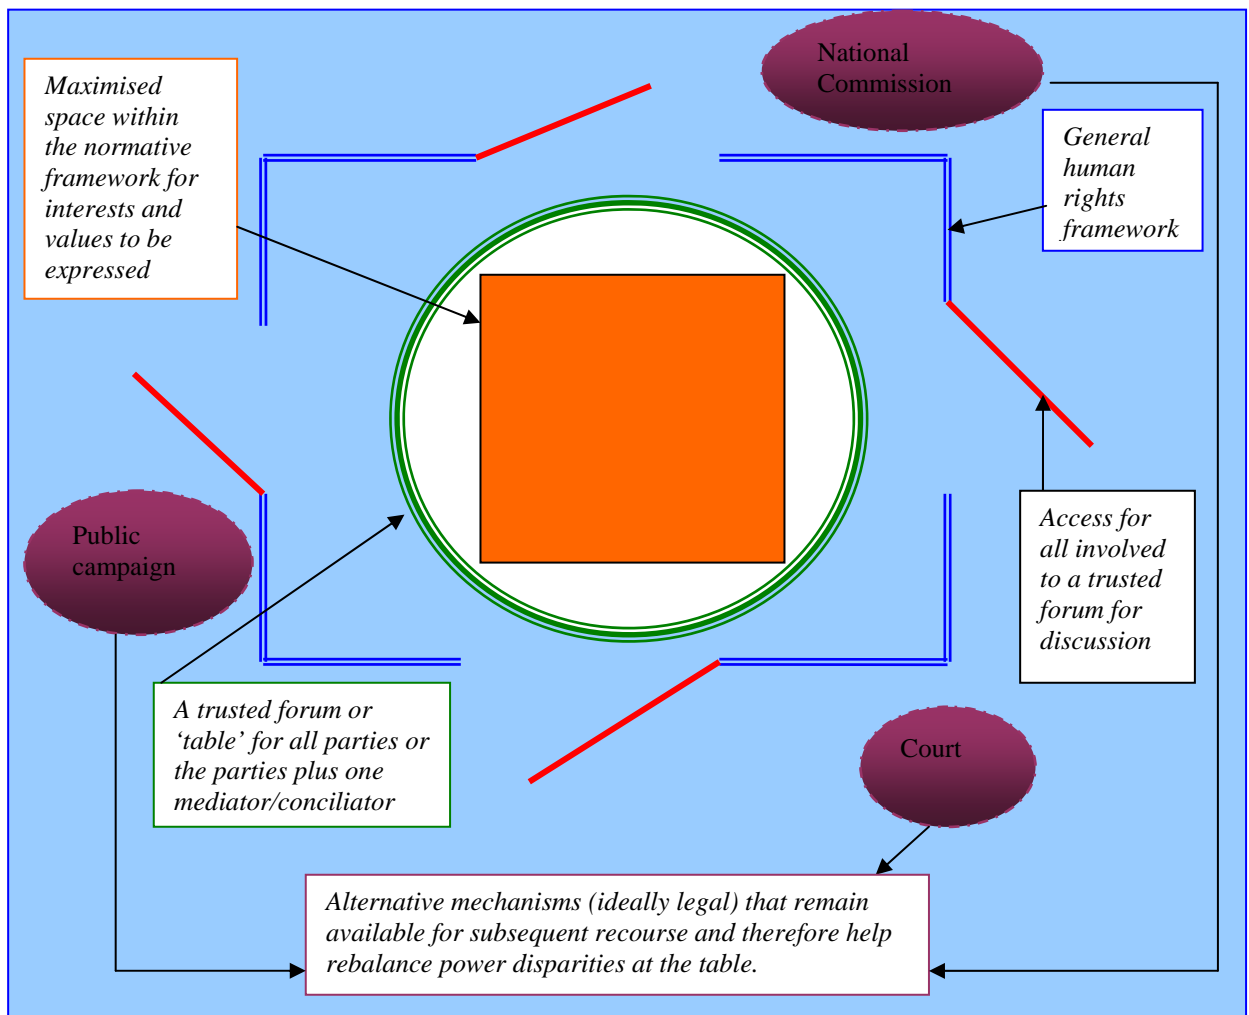 Maximised
space within
the normative
framework for
interests and
values to be
expressed
National
Commission
General
human
rights
framework
Public
campaign
Access for
all involved
to a trusted
forum for
discussion
A trusted forum or
‘table’ for all parties or
the parties plus one
mediator/conciliator
Court
Alternative mechanisms (ideally legal) that remain
available for subsequent recourse and therefore help
rebalance power disparities at the table.